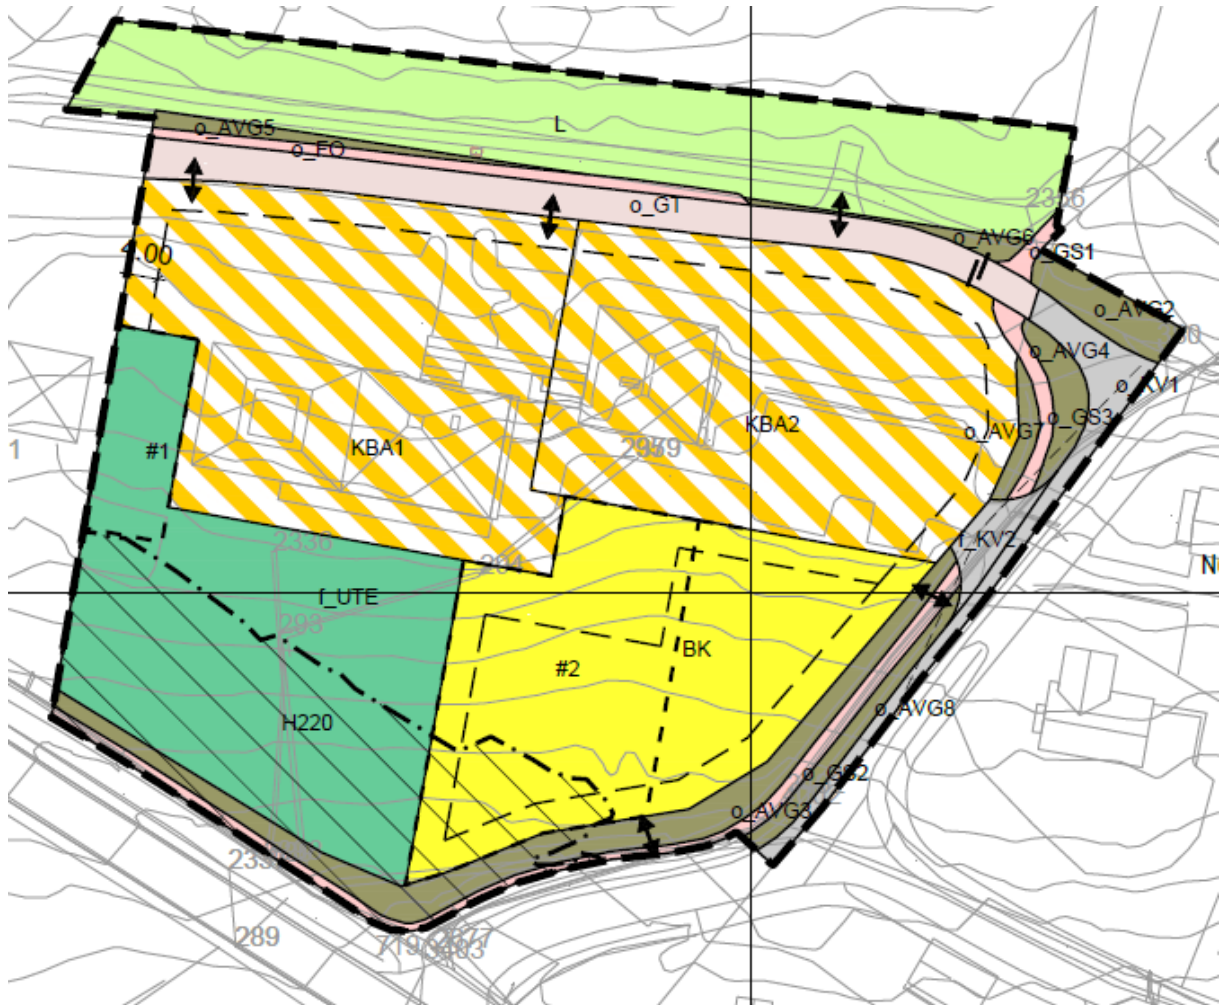 L
o_AVG5
o_FO
2336
o_GT
o_AVG6
o_GS1
4.00
o_AVG2
o_AVG4
o_KV1
o_GS3
KBA2
o_AVG7
KBA1
#1
1
f_KV2
2336
204
f_UTE
293
BK
#2
o_AVG8
H220
o_GS2
o_AVG3
289